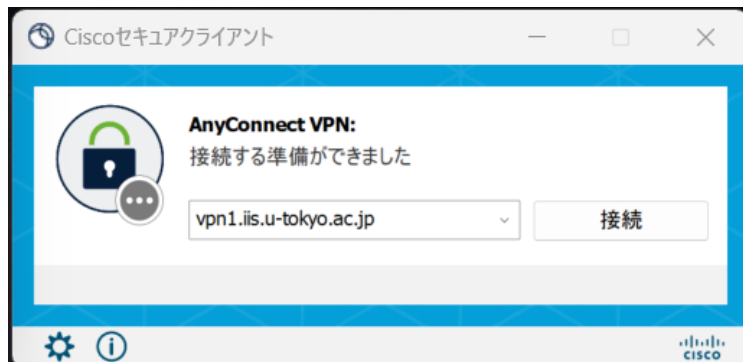 Ciscoセキュアクライアント
AnyConnect VPN:
接続する準備ができました
vpn1.iis.u-tokyo.ac.jp
接続
cisco